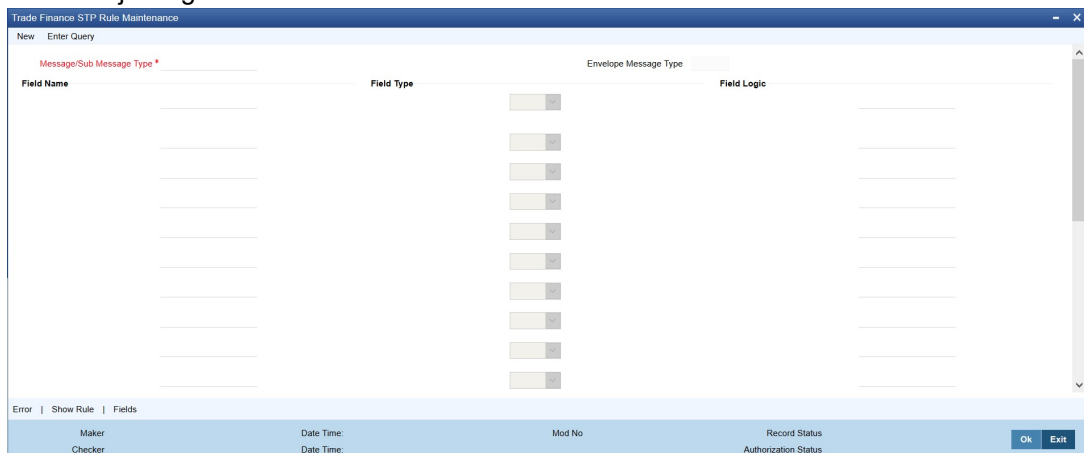 Trade Finance STP Rule Maintenance
New Enter Query
Message/Sub Message Type * Envelope Message Type
Field Name Field Type Field Logic
Error | Show Rule | Fields
Maker Date Time: Mod No Record Status
Checker Date Time: Authorization Status
Ok Exit